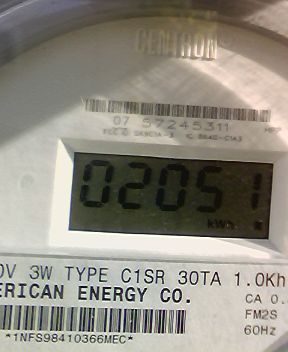 CENTRON
07 57245311
02051
kWh
0V 3W TYPE C1SR 30TA 1.0Kh
ERICAN ENERGY CO.
CA 0.
FM2S
60Hz
*1NFS98410366MEC*